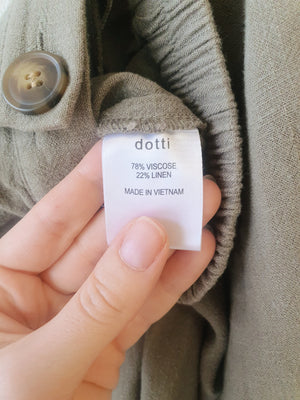 dotti
78% VISCOSE
22% LINEN
MADE IN VIETNAM